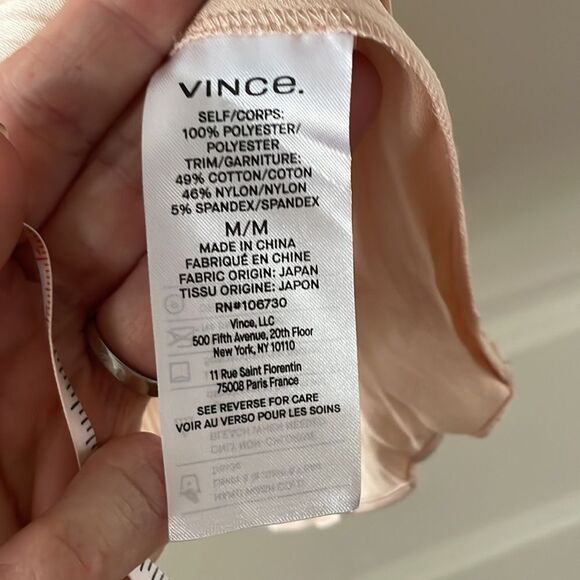 VINCE.
SELF/CORPS:
100% POLYESTER/
POLYESTER
TRIM/GARNITURE:
49% COTTON/COTON
46% NYLON/NYLON
5% SPANDEX/SPANDEX
M/M
MADE IN CHINA
FABRIQUÉ EN CHINE
FABRIC ORIGIN: JAPAN
TISSU ORIGINE: JAPON
RN#106730
Vince, LLC
500 Fifth Avenue, 20th Floor
New York, NY 10110
11 Rue Saint Florentin
75008 Paris France
SEE REVERSE FOR CARE
VOIR AU VERSO POUR LES SOINS